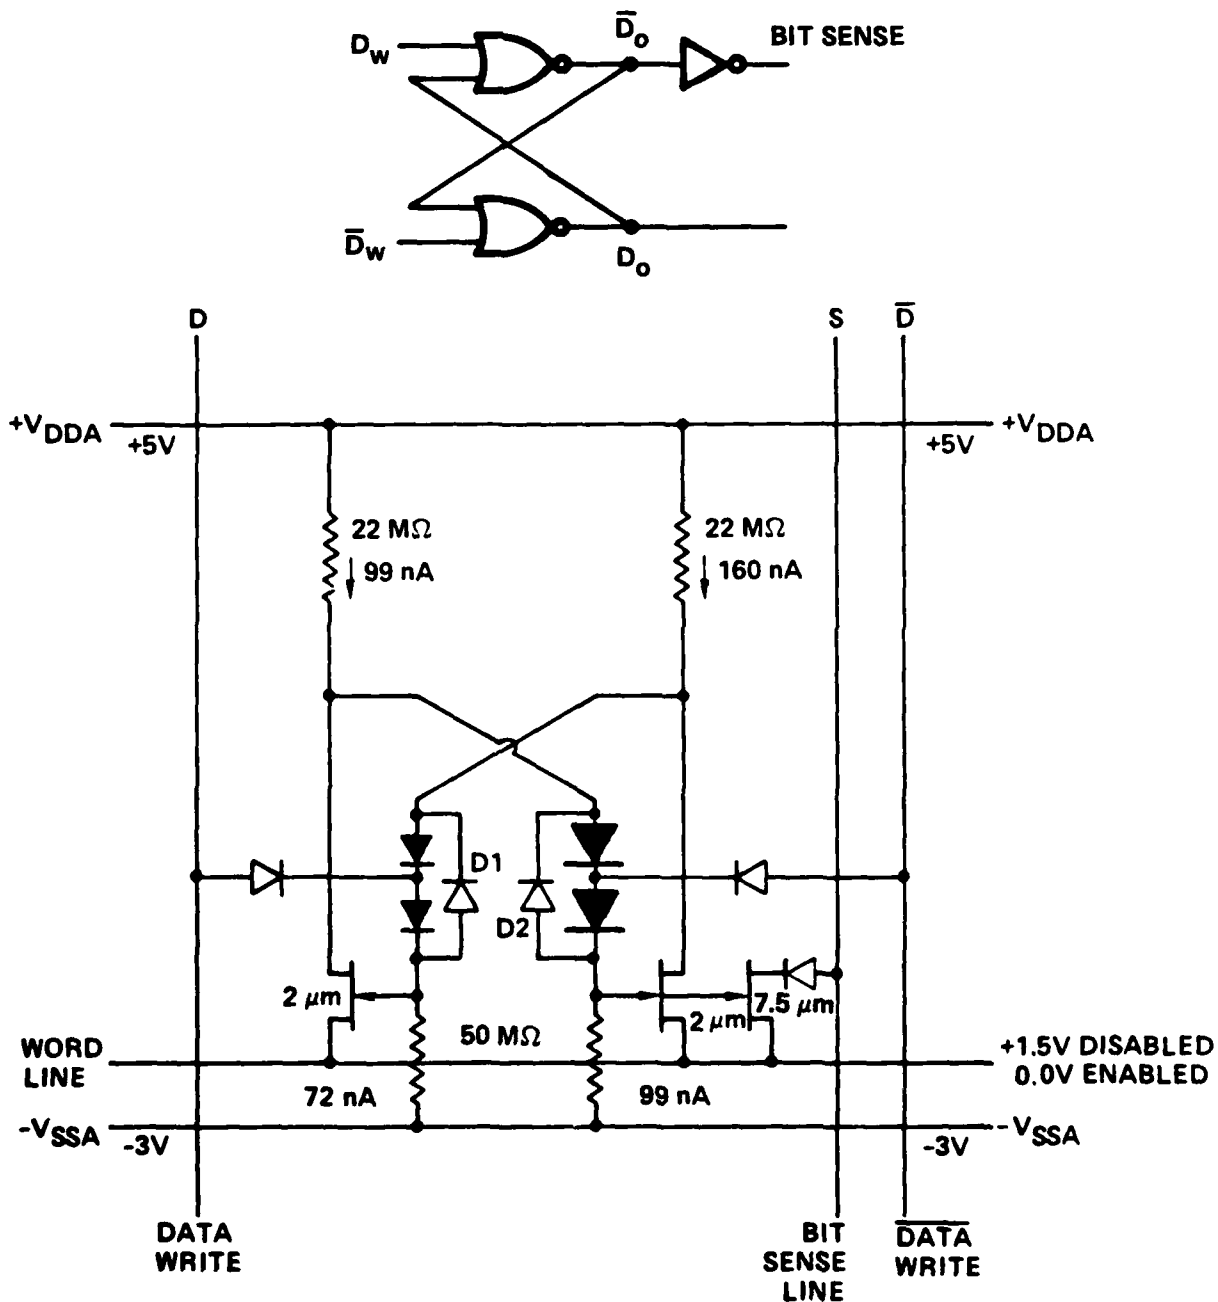 D̅o
Dw
BIT SENSE
D̅w
Do
D
S
D̅
+VDDA
+5V
+5V
+VDDA
22 MΩ
99 nA
22 MΩ
160 nA
D1
D2
2 μm
2 μm
7.5 μm
50 MΩ
WORD
LINE
+1.5V DISABLED
0.0V ENABLED
72 nA
99 nA
-VSSA
-3V
-3V
-VSSA
DATA
WRITE
BIT
SENSE
LINE
D̅A̅T̅A̅
WRITE